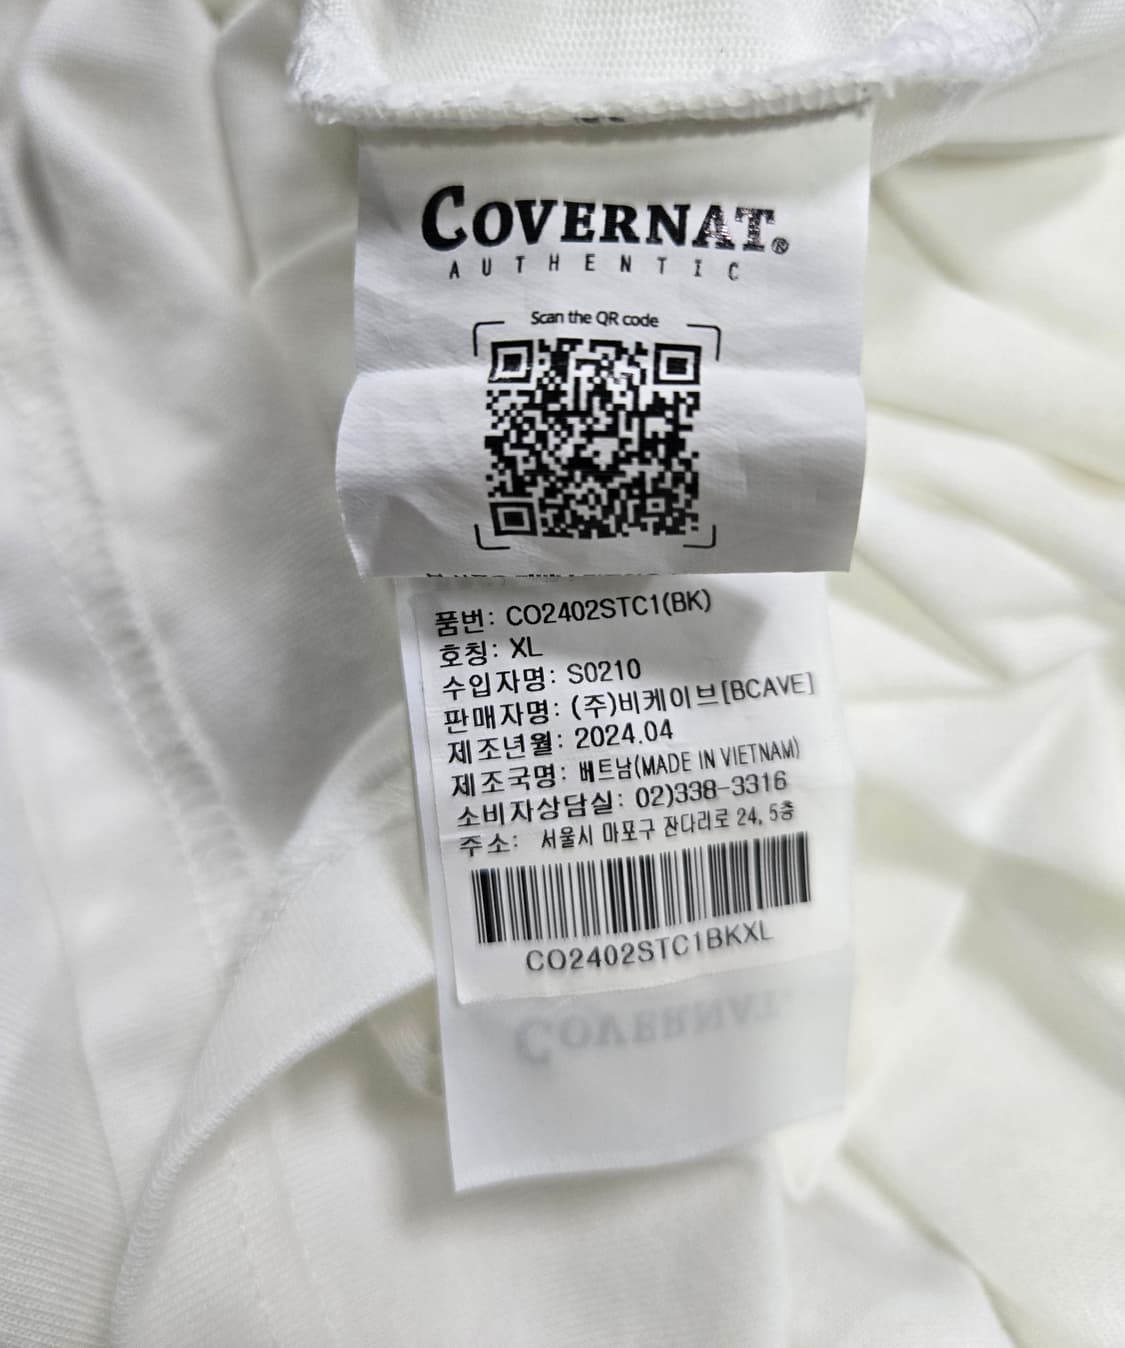 COVERNAT®
AUTHENTIC
Scan the QR code
품번: CO2402STC1(BK)
호칭: XL
수입자명: S0210
판매자명: (주)비케이브[BCAVE]
제조년월: 2024.04
제조국명: 베트남(MADE IN VIETNAM)
소비자상담실: 02)338-3316
주소: 서울시 마포구 잔다리로 24, 5층
CO2402STC1BKXL
COVERNAT